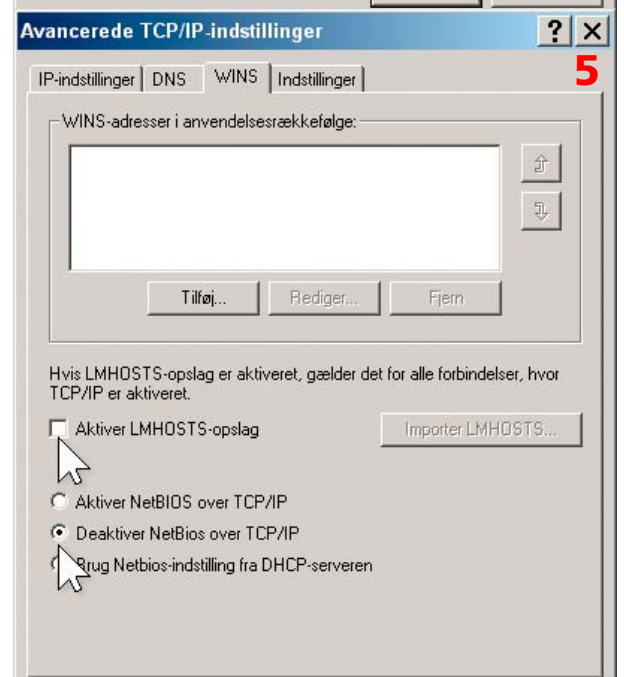 Avancerede TCP/IP-indstillinger
? X
5
IP-indstillinger DNS WINS Indstillinger
WINS-adresser i anvendelsesrækkefølge:
Tilføj... Rediger... Fjern
Hvis LMHOSTS-opslag er aktiveret, gælder det for alle forbindelser, hvor
TCP/IP er aktiveret.
Aktiver LMHOSTS-opslag Importer LMHOSTS...
Aktiver NetBIOS over TCP/IP
Deaktiver NetBios over TCP/IP
Brug Netbios-indstilling fra DHCP-serveren